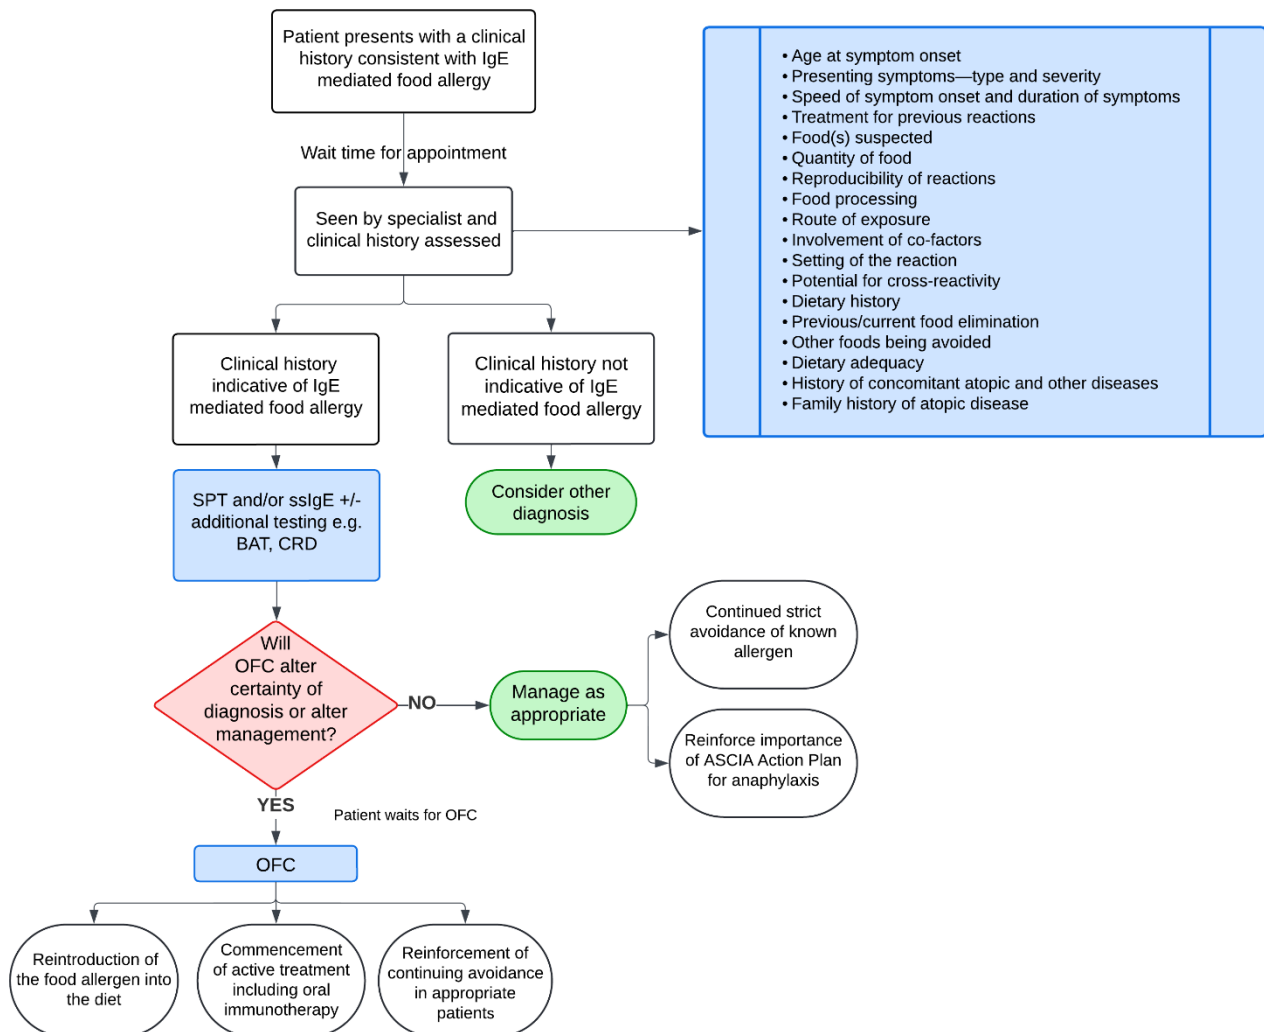 Patient presents with a clinical
history consistent with IgE
mediated food allergy
Wait time for appointment
Seen by specialist and
clinical history assessed
• Age at symptom onset
• Presenting symptoms—type and severity
• Speed of symptom onset and duration of symptoms
• Treatment for previous reactions
• Food(s) suspected
• Quantity of food
• Reproducibility of reactions
• Food processing
• Route of exposure
• Involvement of co-factors
• Setting of the reaction
• Potential for cross-reactivity
• Dietary history
• Previous/current food elimination
• Other foods being avoided
• Dietary adequacy
• History of concomitant atopic and other diseases
• Family history of atopic disease
Clinical history
indicative of IgE
mediated food allergy
Clinical history not
indicative of IgE
mediated food allergy
SPT and/or ssIgE +/-
additional testing e.g.
BAT, CRD
Consider other
diagnosis
Will
OFC alter
certainty of
diagnosis or alter
management?
NO
Manage as
appropriate
Continued strict
avoidance of known
allergen
Reinforce importance
of ASCIA Action Plan
for anaphylaxis
YES
Patient waits for OFC
OFC
Reintroduction of
the food allergen into
the diet
Commencement
of active treatment
including oral
immunotherapy
Reinforcement of
continuing avoidance
in appropriate
patients